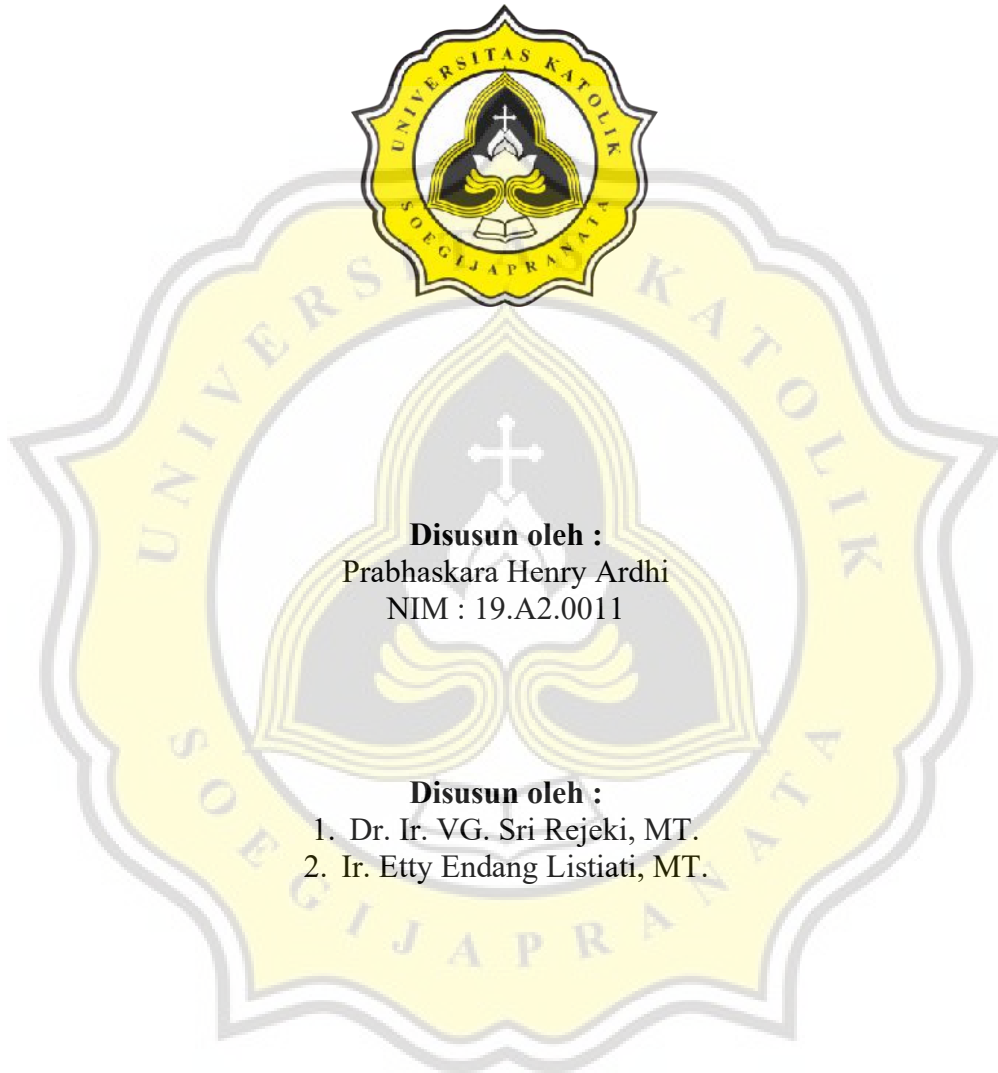 UNIVERSITAS KATOLIK
SOEGIJAPRANATA
UNIVERSITAS KATOLIK
SOEGIJAPRANATA
Disusun oleh :
Prabhaskara Henry Ardhi
NIM : 19.A2.0011
Disusun oleh :
1. Dr. Ir. VG. Sri Rejeki, MT.
2. Ir. Etty Endang Listiati, MT.